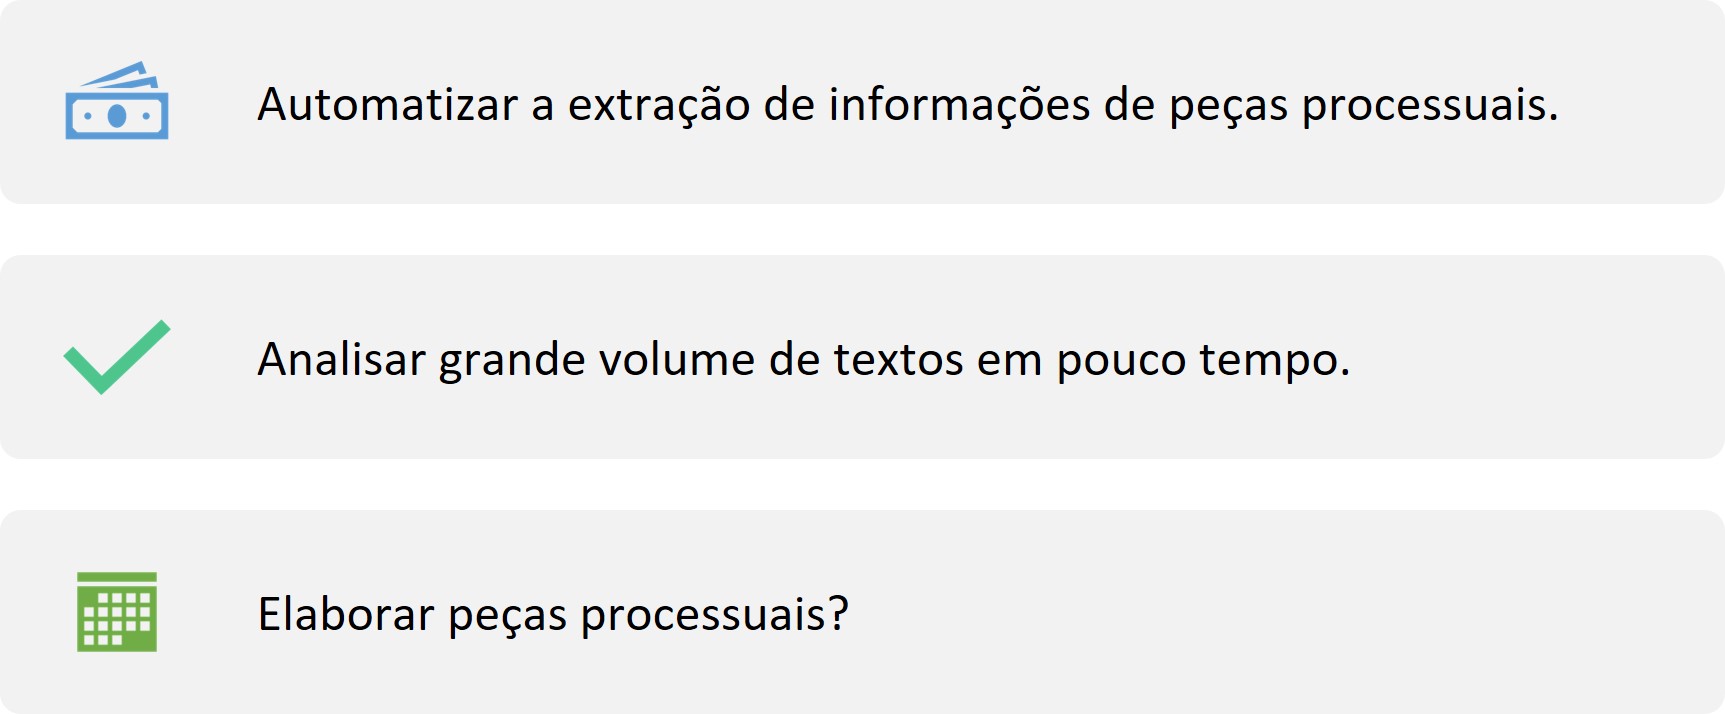 Automatizar a extração de informações de peças processuais.
Analisar grande volume de textos em pouco tempo.
Elaborar peças processuais?